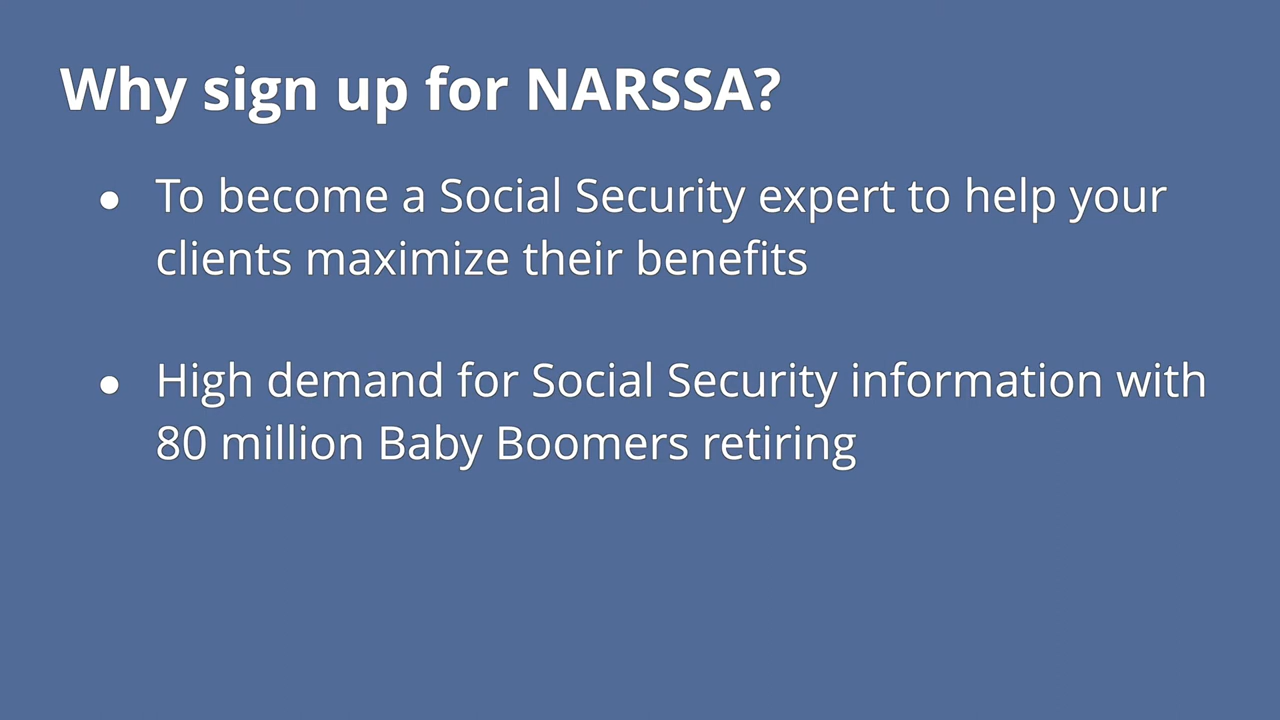 Why sign up for NARSSA?
● To become a Social Security expert to help your
clients maximize their benefits
● High demand for Social Security information with
80 million Baby Boomers retiring